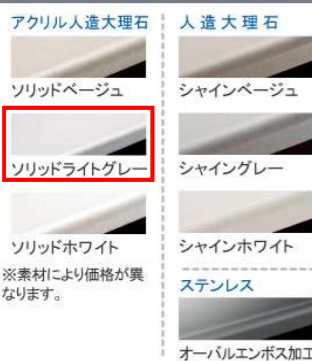 アクリル人造大理石
ソリッドベージュ
ソリッドライトグレー
ソリッドホワイト
※素材により価格が異
なります。
人造大理石
シャインベージュ
シャイングレー
シャインホワイト
ステンレス
オーバルエンボス加工